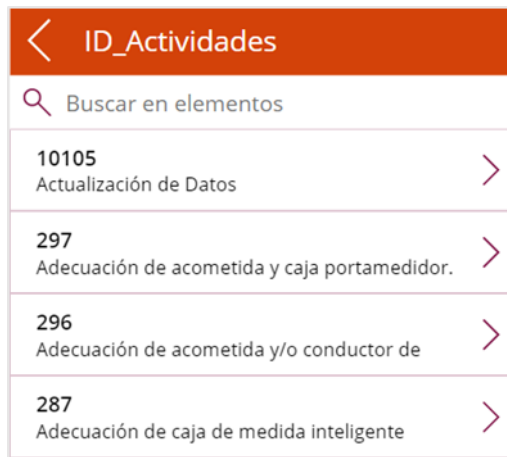 ID_Actividades
Buscar en elementos
10105
Actualización de Datos
297
Adecuación de acometida y caja portamedidor.
296
Adecuación de acometida y/o conductor de
287
Adecuación de caja de medida inteligente